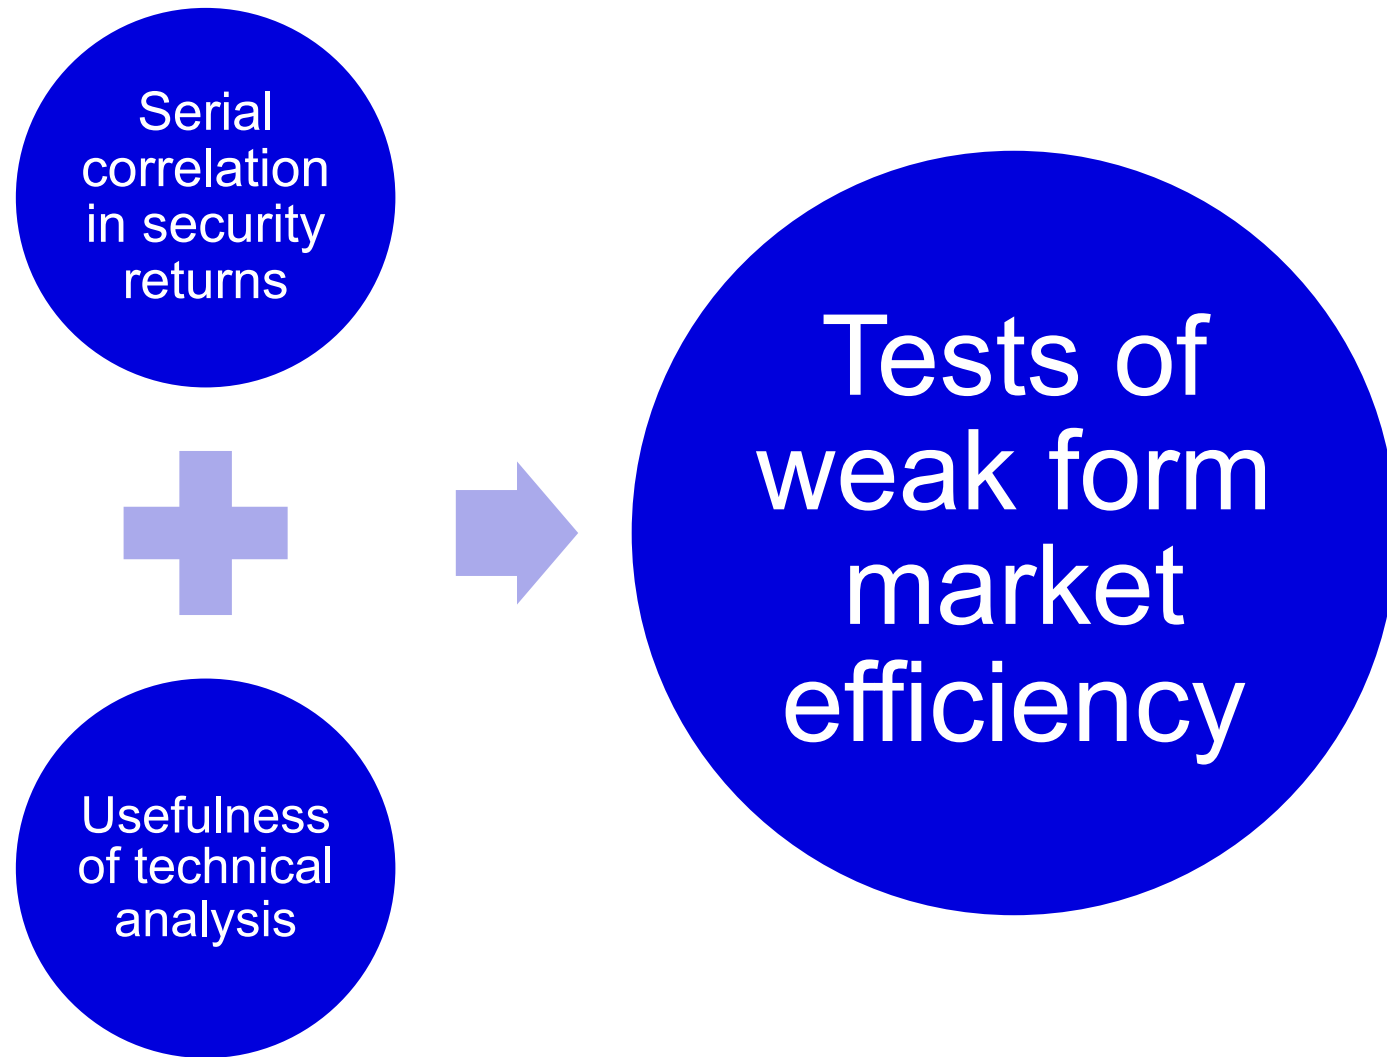 Serial
correlation
in security
returns
Usefulness
of technical
analysis
Tests of
weak form
market
efficiency